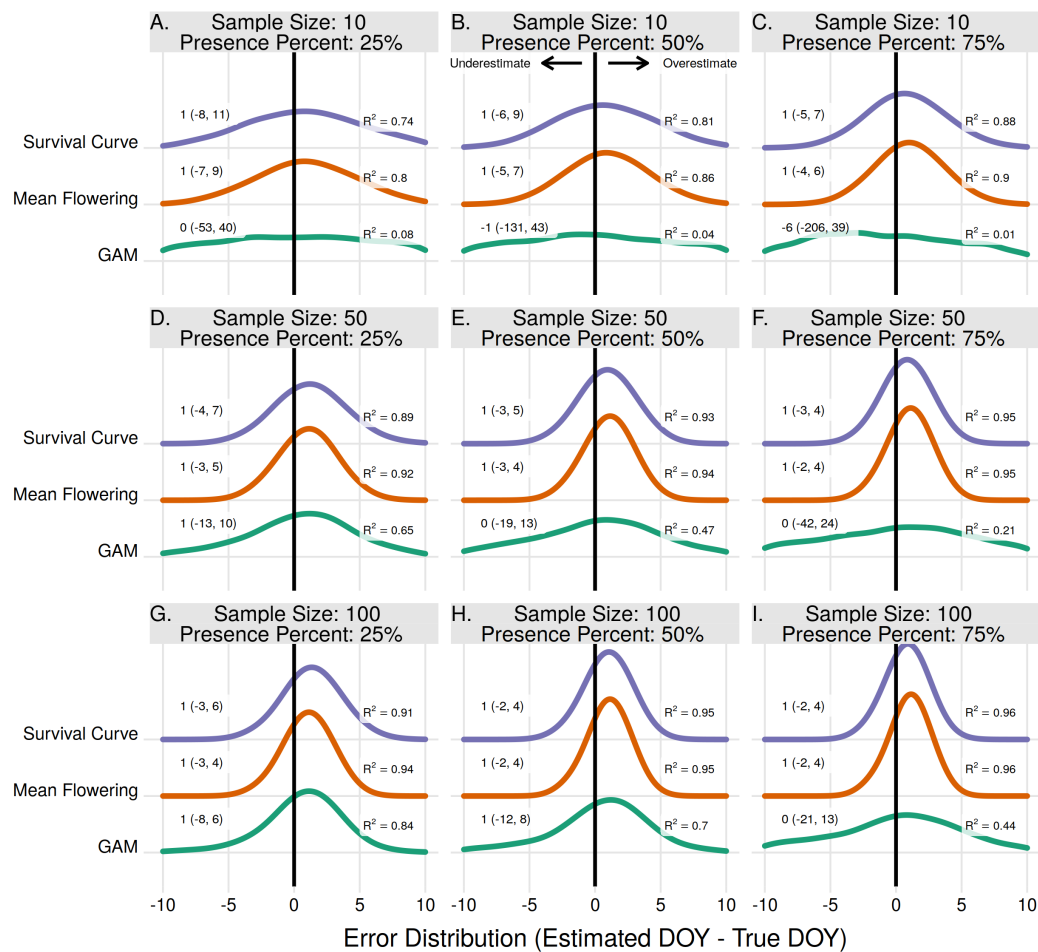 A. Sample Size: 10
Presence Percent: 25%
B. Sample Size: 10
Presence Percent: 50%
C. Sample Size: 10
Presence Percent: 75%
Underestimate Overestimate
Survival Curve
1 (-8, 11) R² = 0.74
1 (-6, 9) R² = 0.81
1 (-5, 7) R² = 0.88
Mean Flowering
1 (-7, 9) R² = 0.8
1 (-5, 7) R² = 0.86
1 (-4, 6) R² = 0.9
GAM
0 (-53, 40) R² = 0.08
-1 (-131, 43) R² = 0.04
-6 (-206, 39) R² = 0.01
D. Sample Size: 50
Presence Percent: 25%
E. Sample Size: 50
Presence Percent: 50%
F. Sample Size: 50
Presence Percent: 75%
Survival Curve
1 (-4, 7) R² = 0.89
1 (-3, 5) R² = 0.93
1 (-3, 4) R² = 0.95
Mean Flowering
1 (-3, 5) R² = 0.92
1 (-3, 4) R² = 0.94
1 (-2, 4) R² = 0.95
GAM
1 (-13, 10) R² = 0.65
0 (-19, 13) R² = 0.47
0 (-42, 24) R² = 0.21
G. Sample Size: 100
Presence Percent: 25%
H. Sample Size: 100
Presence Percent: 50%
I. Sample Size: 100
Presence Percent: 75%
Survival Curve
1 (-3, 6) R² = 0.91
1 (-2, 4) R² = 0.95
1 (-2, 4) R² = 0.96
Mean Flowering
1 (-3, 4) R² = 0.94
1 (-2, 4) R² = 0.95
1 (-2, 4) R² = 0.96
GAM
1 (-8, 6) R² = 0.84
1 (-12, 8) R² = 0.7
0 (-21, 13) R² = 0.44
-10 -5 0 5 10
-10 -5 0 5 10
-10 -5 0 5 10
Error Distribution (Estimated DOY - True DOY)